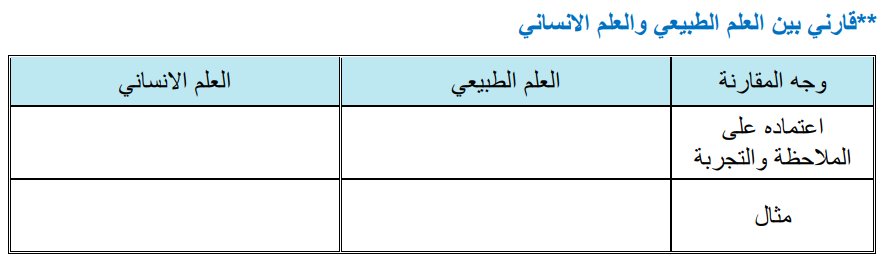 **قارني بين العلم الطبيعي والعلم الانساني
وجه المقارنة العلم الطبيعي العلم الانساني
اعتماده على
الملاحظة والتجربة
مثال